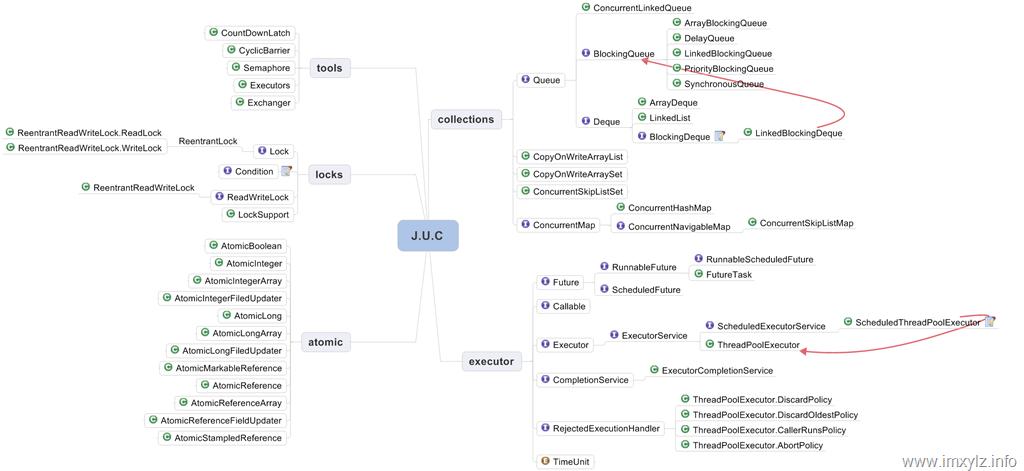 J.U.C
tools
CountDownLatch
CyclicBarrier
Semaphore
Executors
Exchanger
locks
Lock
ReentrantLock
ReentrantReadWriteLock.ReadLock
ReentrantReadWriteLock.WriteLock
Condition
ReadWriteLock
ReentrantReadWriteLock
LockSupport
atomic
AtomicBoolean
AtomicInteger
AtomicIntegerArray
AtomicIntegerFiledUpdater
AtomicLong
AtomicLongArray
AtomicLongFiledUpdater
AtomicMarkableReference
AtomicReference
AtomicReferenceArray
AtomicReferenceFieldUpdater
AtomicStampledReference
collections
Queue
ConcurrentLinkedQueue
BlockingQueue
ArrayBlockingQueue
DelayQueue
LinkedBlockingQueue
PriorityBlockingQueue
SynchronousQueue
Deque
ArrayDeque
LinkedList
BlockingDeque
LinkedBlockingDeque
CopyOnWriteArrayList
CopyOnWriteArraySet
ConcurrentSkipListSet
ConcurrentMap
ConcurrentHashMap
ConcurrentNavigableMap
ConcurrentSkipListMap
executor
Future
RunnableFuture
RunnableScheduledFuture
FutureTask
ScheduledFuture
Callable
Executor
ExecutorService
ScheduledExecutorService
ScheduledThreadPoolExecutor
ThreadPoolExecutor
CompletionService
ExecutorCompletionService
RejectedExecutionHandler
ThreadPoolExecutor.DiscardPolicy
ThreadPoolExecutor.DiscardOldestPolicy
ThreadPoolExecutor.CallerRunsPolicy
ThreadPoolExecutor.AbortPolicy
TimeUnit
www.imxylz.info